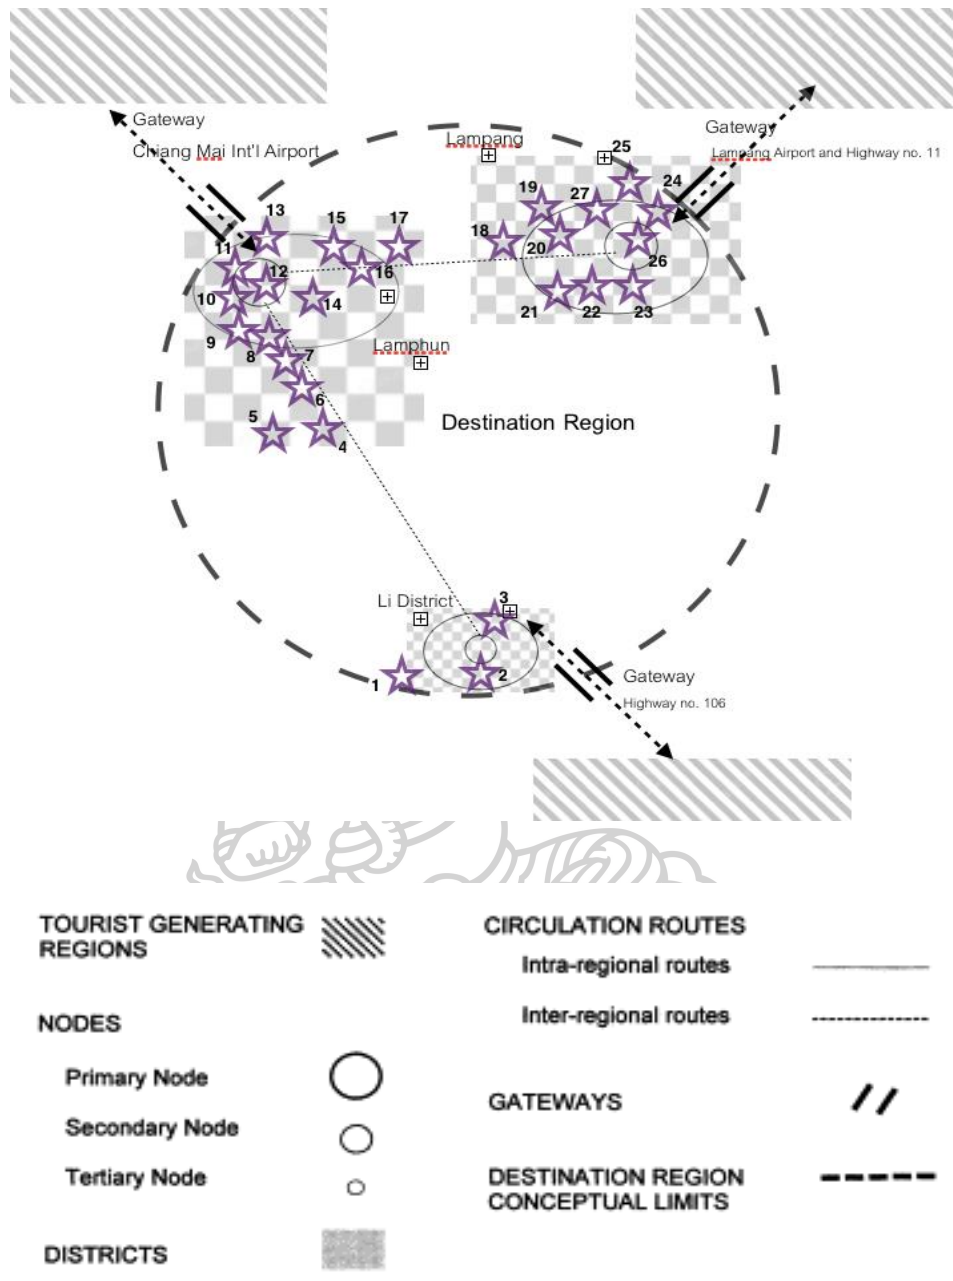 Gateway
Chiang Mai Int'l Airport
Lampang
25
Gateway
Lampang Airport and Highway no. 11
19
27
24
13
15
17
18
20
11
12
16
26
10
14
21
22
23
9
8
7
Lamphun
6
5
4
Destination Region
Li District
3
1
2
Gateway
Highway no. 106
TOURIST GENERATING
REGIONS
NODES
Primary Node
Secondary Node
Tertiary Node
DISTRICTS
CIRCULATION ROUTES
Intra-regional routes
Inter-regional routes
GATEWAYS
DESTINATION REGION
CONCEPTUAL LIMITS